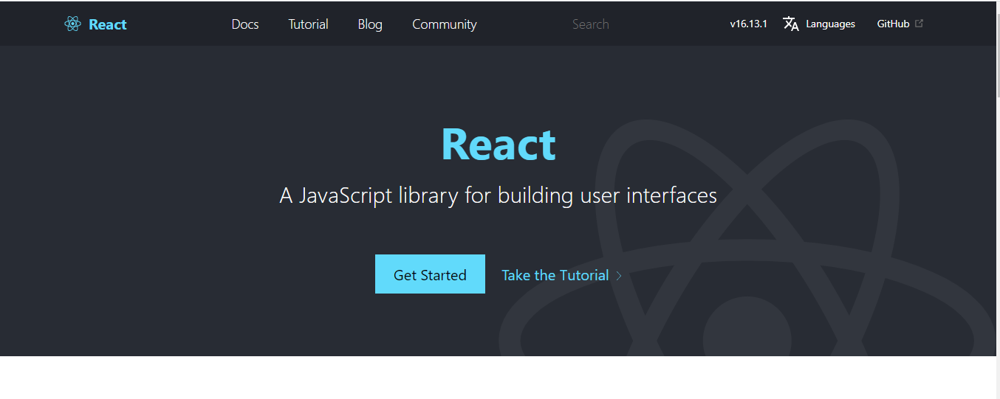 React Docs Tutorial Blog Community Search v16.13.1 Languages GitHub
React
A JavaScript library for building user interfaces
Get Started Take the Tutorial